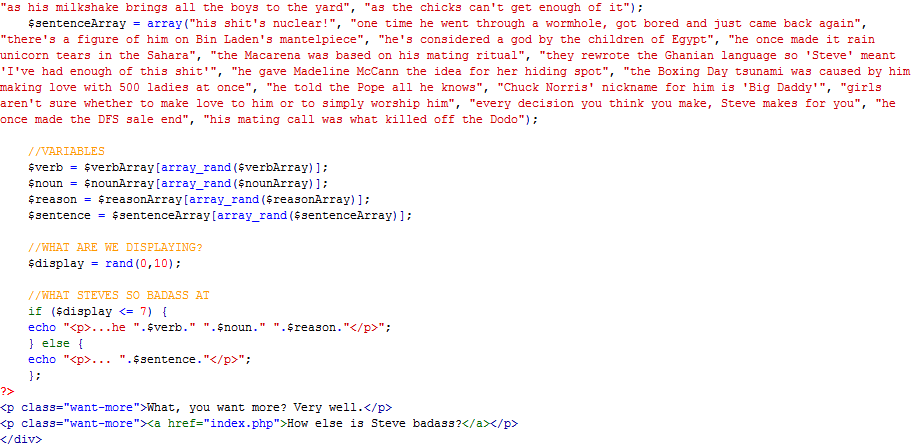 "as his milkshake brings all the boys to the yard", "as the chicks can't get enough of it");
$sentenceArray = array("his shit's nuclear!", "one time he went through a wormhole, got bored and just came back again",
"there's a figure of him on Bin Laden's mantelpiece", "he's considered a god by the children of Egypt", "he once made it rain
unicorn tears in the Sahara", "the Macarena was based on his mating ritual", "they rewrote the Ghanian language so 'Steve' meant
'I've had enough of this shit'", "he gave Madeline McCann the idea for her hiding spot", "the Boxing Day tsunami was caused by him
making love with 500 ladies at once", "he told the Pope all he knows", "Chuck Norris' nickname for him is 'Big Daddy'", "girls
aren't sure whether to make love to him or to simply worship him", "every decision you think you make, Steve makes for you", "he
once made the DFS sale end", "his mating call was what killed off the Dodo");
//VARIABLES
$verb = $verbArray[array_rand($verbArray)];
$noun = $nounArray[array_rand($nounArray)];
$reason = $reasonArray[array_rand($reasonArray)];
$sentence = $sentenceArray[array_rand($sentenceArray)];
//WHAT ARE WE DISPLAYING?
$display = rand(0,10);
//WHAT STEVES SO BADASS AT
if ($display <= 7) {
echo "<p>...he ".$verb." ".$noun." ".$reason."</p>";
} else {
echo "<p>... ".$sentence."</p>";
};
?>
<p class="want-more">What, you want more? Very well.</p>
<p class="want-more"><a href="index.php">How else is Steve badass?</a></p>
</div>